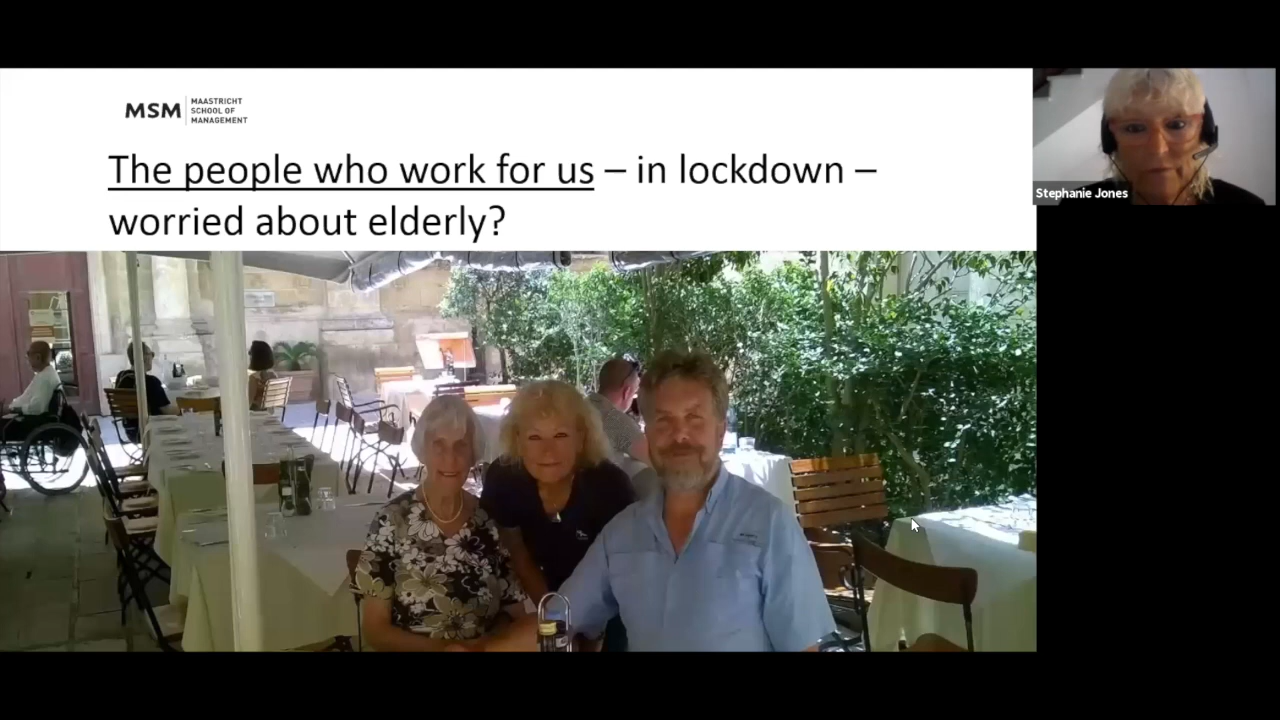 MSM
MAASTRICHT
SCHOOL OF
MANAGEMENT
The people who work for us – in lockdown –
worried about elderly?
Stephanie Jones